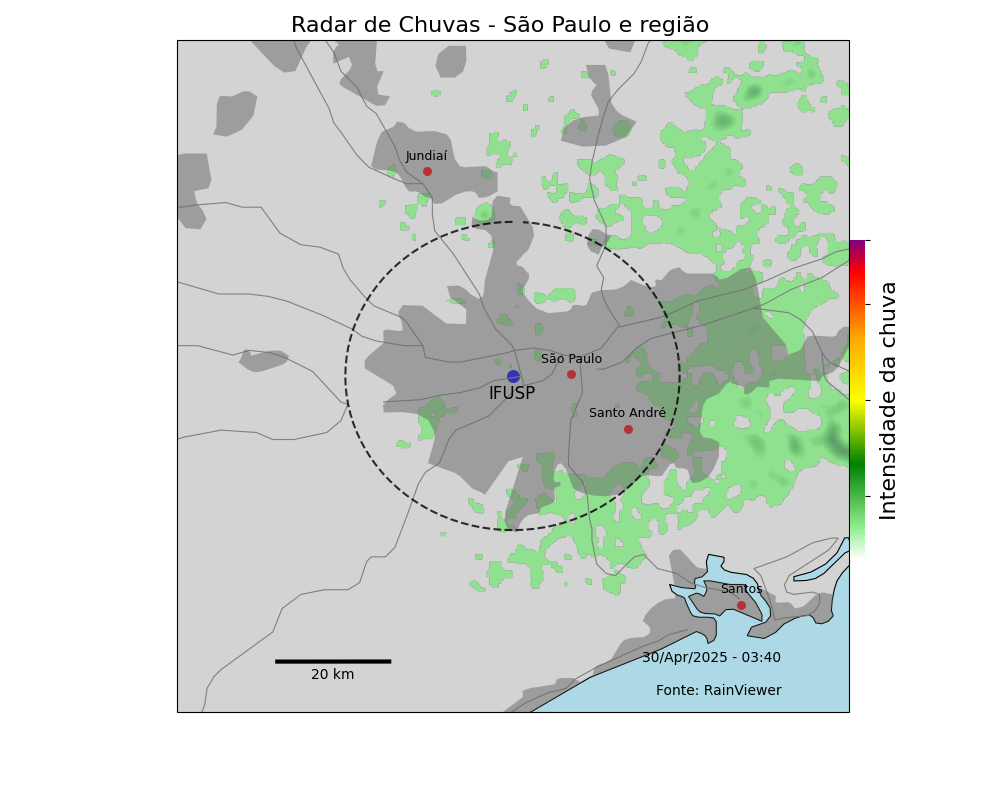 Radar de Chuvas - São Paulo e região
Jundiaí
São Paulo
IFUSP
Santo André
Santos
20 km
30/Apr/2025 - 03:40
Fonte: RainViewer
Intensidade da chuva